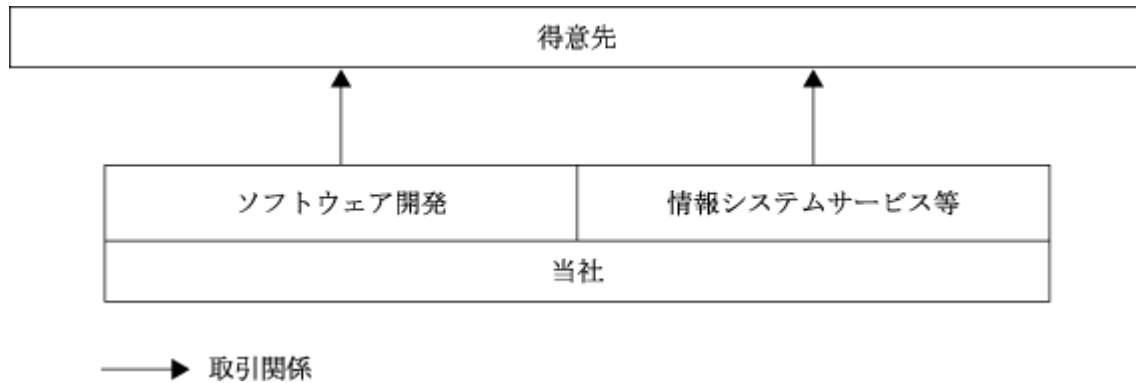 得意先
ソフトウェア開発
情報システムサービス等
当社
取引関係